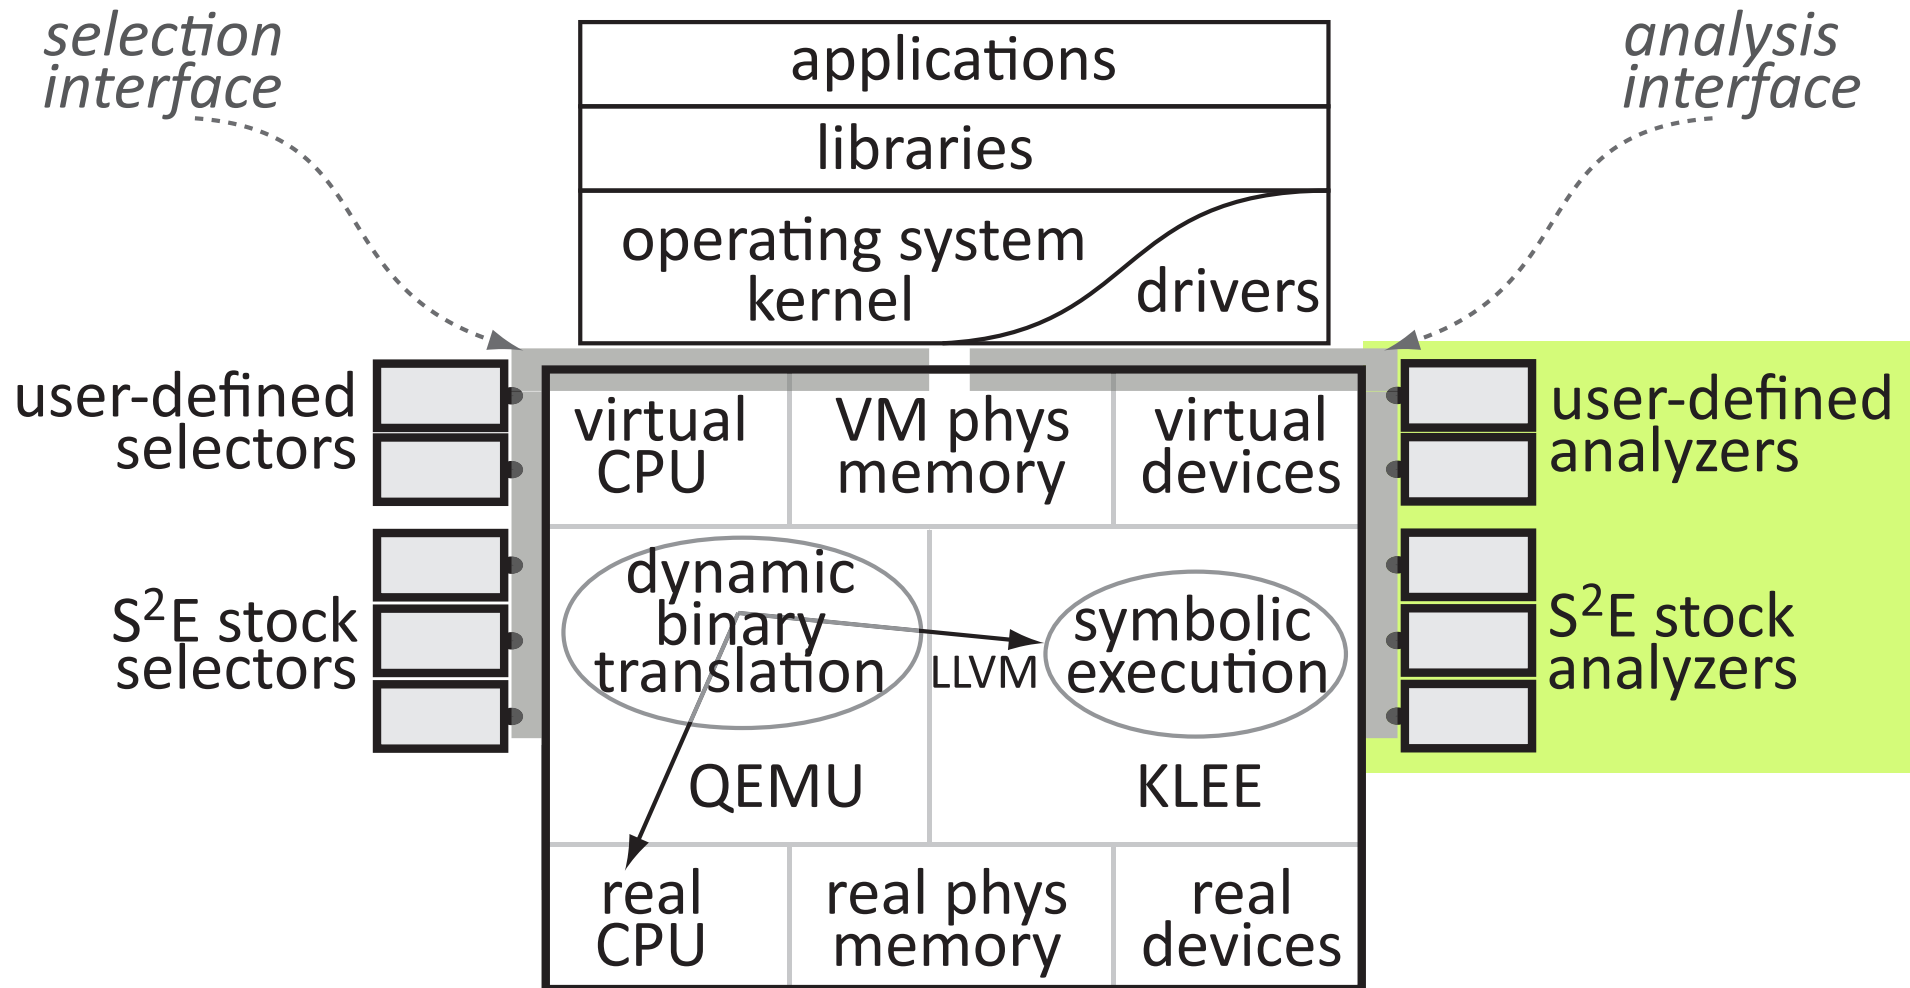 selection
interface
analysis
interface
applications
libraries
operating system
kernel
drivers
user-defined
selectors
S²E stock
selectors
virtual
CPU
VM phys
memory
virtual
devices
dynamic
binary
translation
LLVM
symbolic
execution
QEMU
KLEE
real
CPU
real phys
memory
real
devices
user-defined
analyzers
S²E stock
analyzers